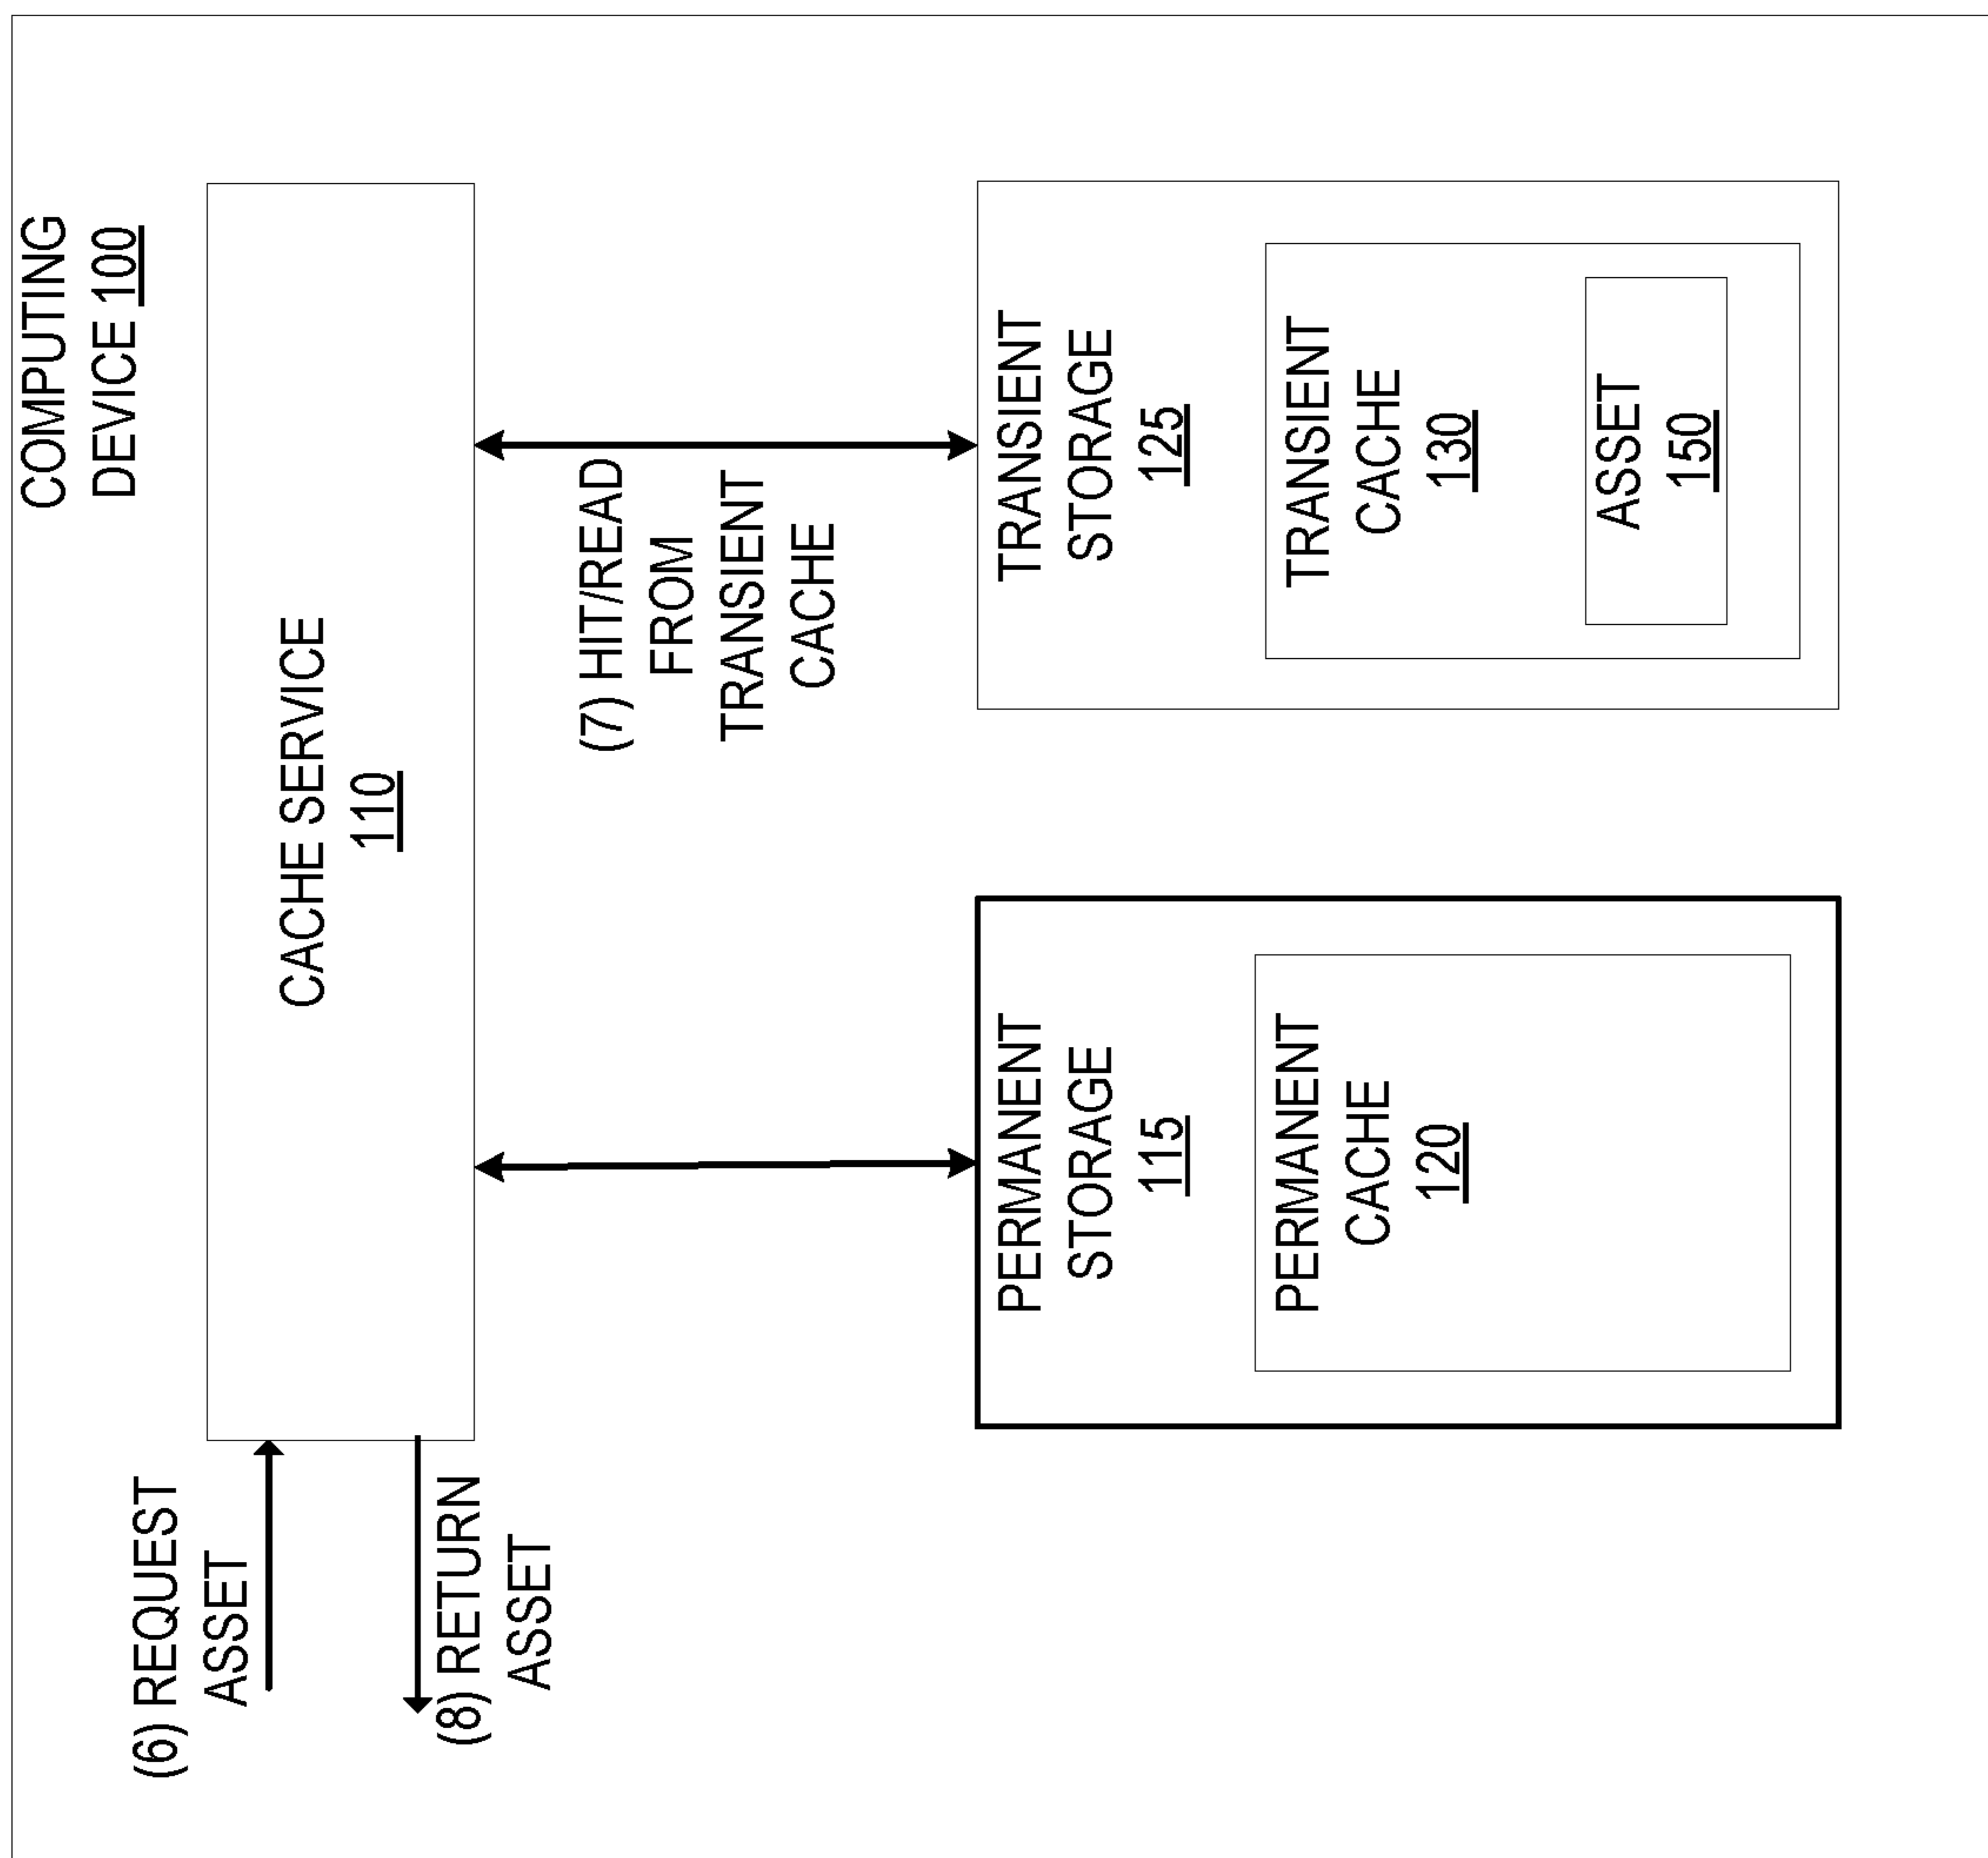 COMPUTING
DEVICE 100
(6) REQUEST
ASSET
CACHE SERVICE
110
(8) RETURN
ASSET
(7) HIT/READ
FROM
TRANSIENT
CACHE
PERMANENT
STORAGE
115
PERMANENT
CACHE
120
TRANSIENT
STORAGE
125
TRANSIENT
CACHE
130
ASSET
150